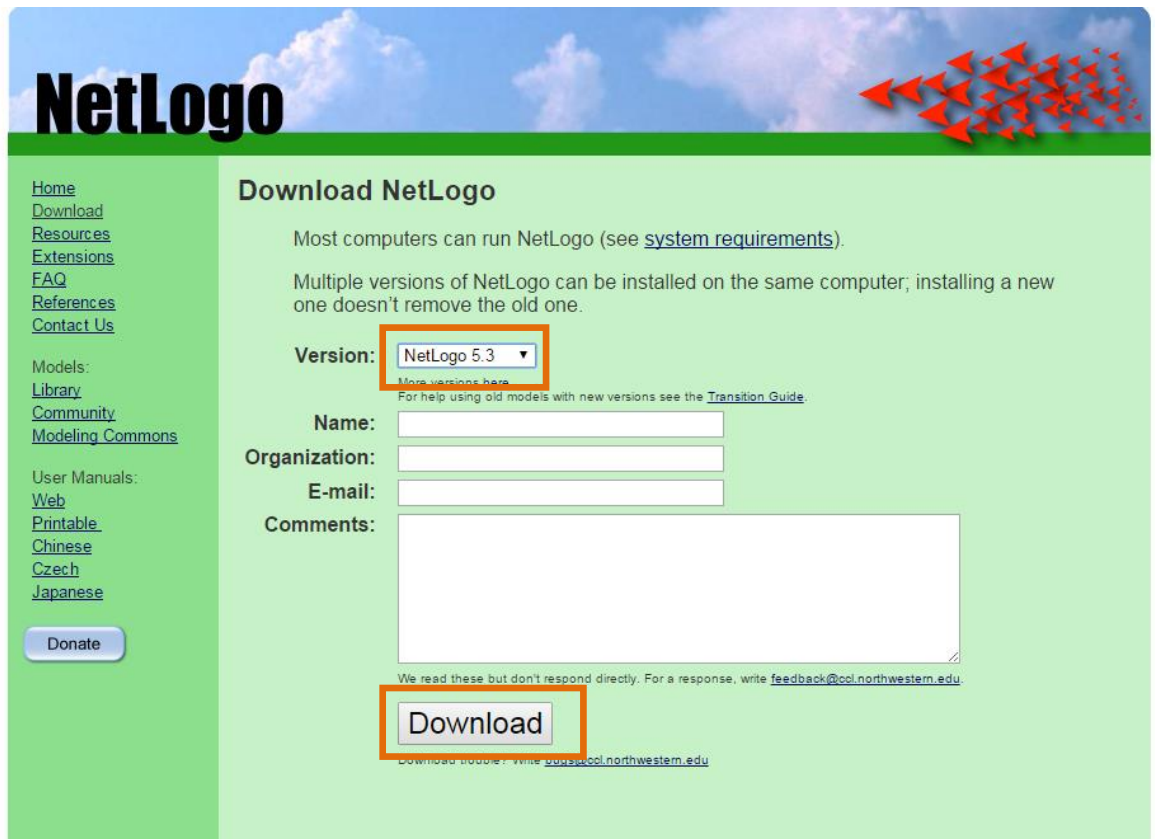 NetLogo
Home
Download
Resources
Extensions
FAQ
References
Contact Us
Models:
Library
Community
Modeling Commons
User Manuals:
Web
Printable
Chinese
Czech
Japanese
Donate
Download NetLogo
Most computers can run NetLogo (see system requirements).
Multiple versions of NetLogo can be installed on the same computer; installing a new
one doesn't remove the old one.
Version: NetLogo 5.3
More versions here
For help using old models with new versions see the Transition Guide.
Name:
Organization:
E-mail:
Comments:
We read these but don't respond directly. For a response, write feedback@ccl.northwestern.edu.
Download
Download trouble? Write bugs@ccl.northwestern.edu